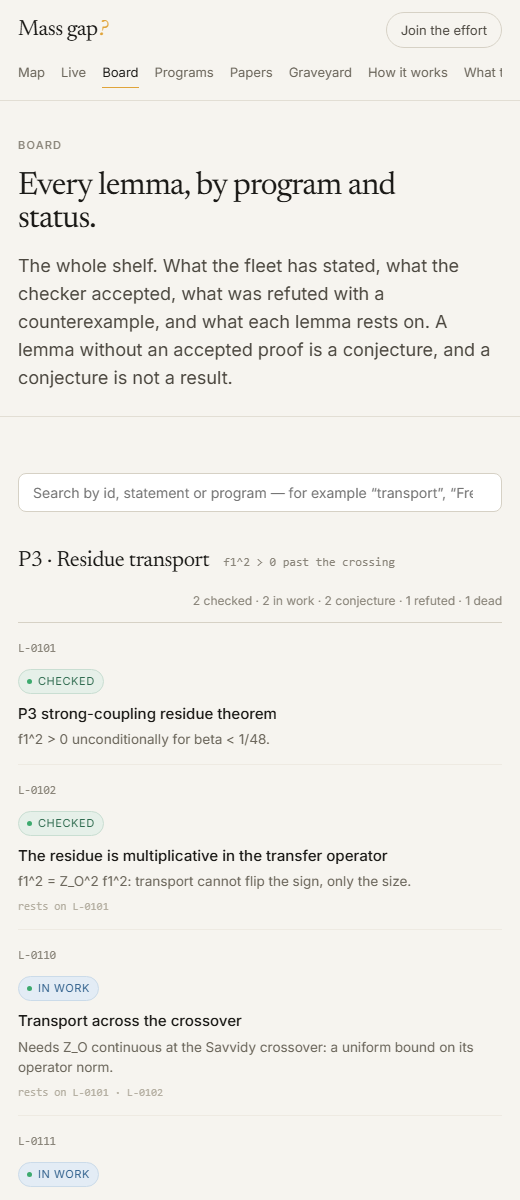 Mass gap?
Join the effort
Map Live Board Programs Papers Graveyard How it works What t
BOARD
Every lemma, by program and
status.
The whole shelf. What the fleet has stated, what the
checker accepted, what was refuted with a
counterexample, and what each lemma rests on. A
lemma without an accepted proof is a conjecture, and a
conjecture is not a result.
Search by id, statement or program — for example “transport”, “Fre
P3 · Residue transport f1^2 > 0 past the crossing
2 checked · 2 in work · 2 conjecture · 1 refuted · 1 dead
L-0101
CHECKED
P3 strong-coupling residue theorem
f1^2 > 0 unconditionally for beta < 1/48.
L-0102
CHECKED
The residue is multiplicative in the transfer operator
f1^2 = Z_O^2 f1^2: transport cannot flip the sign, only the size.
rests on L-0101
L-0110
IN WORK
Transport across the crossover
Needs Z_O continuous at the Savvidy crossover: a uniform bound on its
operator norm.
rests on L-0101 · L-0102
L-0111
IN WORK